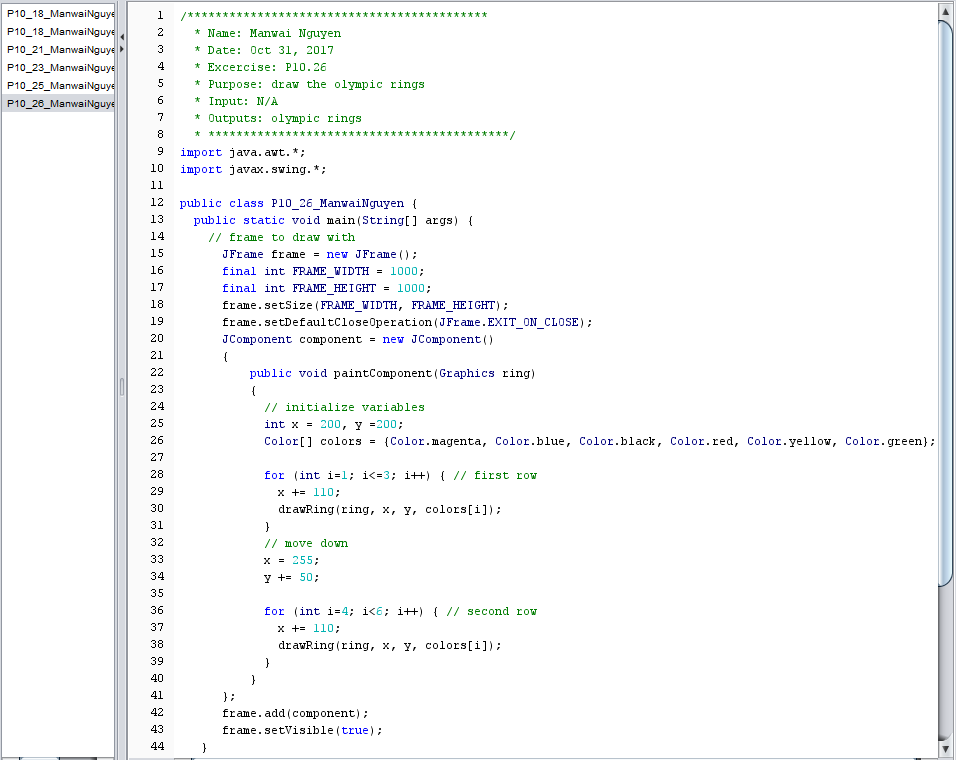 P10_18_ManwaiNguye
P10_18_ManwaiNguye
P10_21_ManwaiNguye
P10_23_ManwaiNguye
P10_25_ManwaiNguye
P10_26_ManwaiNguye
1 /*******************************************
2 * Name: Manwai Nguyen
3 * Date: Oct 31, 2017
4 * Excercise: P10.26
5 * Purpose: draw the olympic rings
6 * Input: N/A
7 * Outputs: olympic rings
8 * *******************************************/
9 import java.awt.*;
10 import javax.swing.*;
11
12 public class P10_26_ManwaiNguyen {
13 public static void main(String[] args) {
14 // frame to draw with
15 JFrame frame = new JFrame();
16 final int FRAME_WIDTH = 1000;
17 final int FRAME_HEIGHT = 1000;
18 frame.setSize(FRAME_WIDTH, FRAME_HEIGHT);
19 frame.setDefaultCloseOperation(JFrame.EXIT_ON_CLOSE);
20 JComponent component = new JComponent()
21 {
22 public void paintComponent(Graphics ring)
23 {
24 // initialize variables
25 int x = 200, y =200;
26 Color[] colors = {Color.magenta, Color.blue, Color.black, Color.red, Color.yellow, Color.green};
27
28 for (int i=1; i<=3; i++) { // first row
29 x += 110;
30 drawRing(ring, x, y, colors[i]);
31 }
32 // move down
33 x = 255;
34 y += 50;
35
36 for (int i=4; i<6; i++) { // second row
37 x += 110;
38 drawRing(ring, x, y, colors[i]);
39 }
40 }
41 };
42 frame.add(component);
43 frame.setVisible(true);
44 }